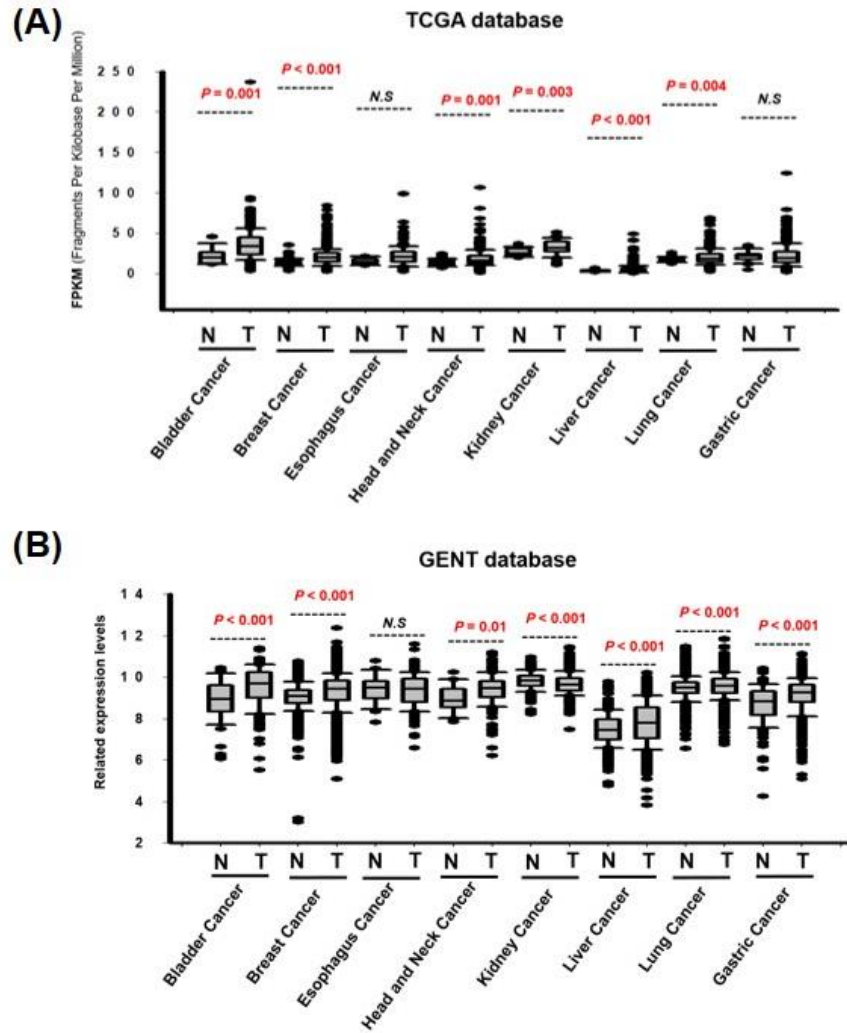 (A)
TCGA database
FPKM (Fragments Per Kilobase Per Million)
250
200
150
100
50
0
P = 0.001
P < 0.001
N.S
P = 0.001
P = 0.003
P < 0.001
P = 0.004
N.S
N T N T N T N T N T N T N T N T
Bladder Cancer
Breast Cancer
Esophagus Cancer
Head and Neck Cancer
Kidney Cancer
Liver Cancer
Lung Cancer
Gastric Cancer
(B)
GENT database
Related expression levels
14
12
10
8
6
4
2
P < 0.001
P < 0.001
N.S
P = 0.01
P < 0.001
P < 0.001
P < 0.001
P < 0.001
N T N T N T N T N T N T N T N T
Bladder Cancer
Breast Cancer
Esophagus Cancer
Head and Neck Cancer
Kidney Cancer
Liver Cancer
Lung Cancer
Gastric Cancer